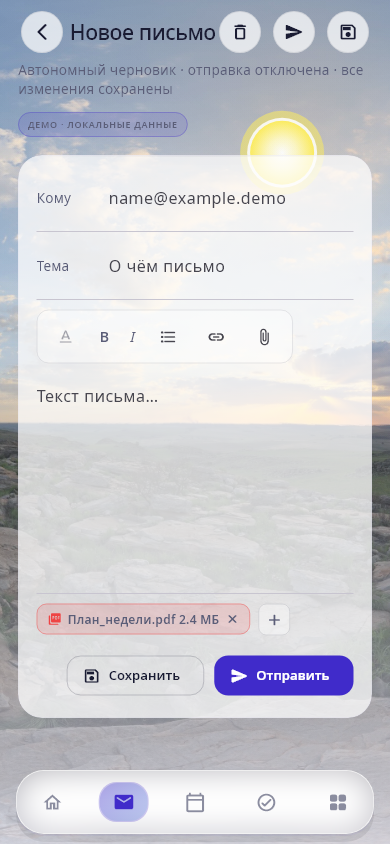 Новое письмо
Автономный черновик · отправка отключена · все
изменения сохранены
ДЕМО · ЛОКАЛЬНЫЕ ДАННЫЕ
Кому name@example.demo
Тема О чём письмо
A B I
Текст письма…
План_недели.pdf 2.4 МБ ✕
+
Сохранить Отправить